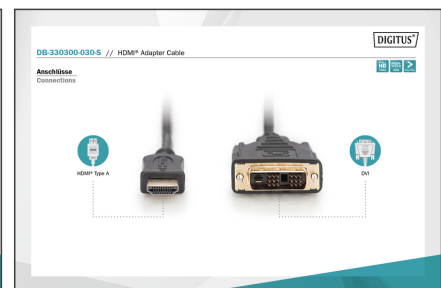 DIGITUS®
DB-330300-030-S // HDMI® Adapter Cable
Anschlüsse
Connections
HDMI® Type A
DVI